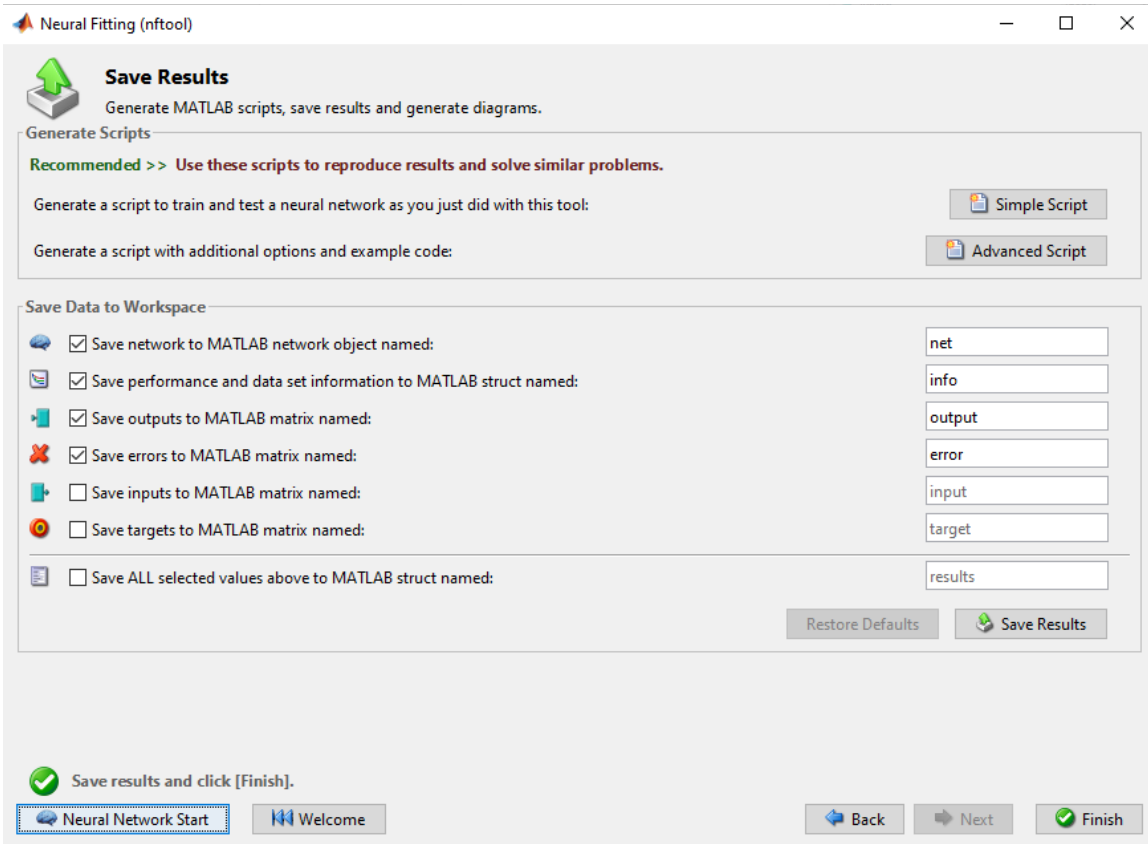 Neural Fitting (nftool)
Save Results
Generate MATLAB scripts, save results and generate diagrams.
Generate Scripts
Recommended >> Use these scripts to reproduce results and solve similar problems.
Generate a script to train and test a neural network as you just did with this tool:
Simple Script
Generate a script with additional options and example code:
Advanced Script
Save Data to Workspace
Save network to MATLAB network object named:
net
Save performance and data set information to MATLAB struct named:
info
Save outputs to MATLAB matrix named:
output
Save errors to MATLAB matrix named:
error
Save inputs to MATLAB matrix named:
input
Save targets to MATLAB matrix named:
target
Save ALL selected values above to MATLAB struct named:
results
Restore Defaults
Save Results
Save results and click [Finish].
Neural Network Start
Welcome
Back
Next
Finish